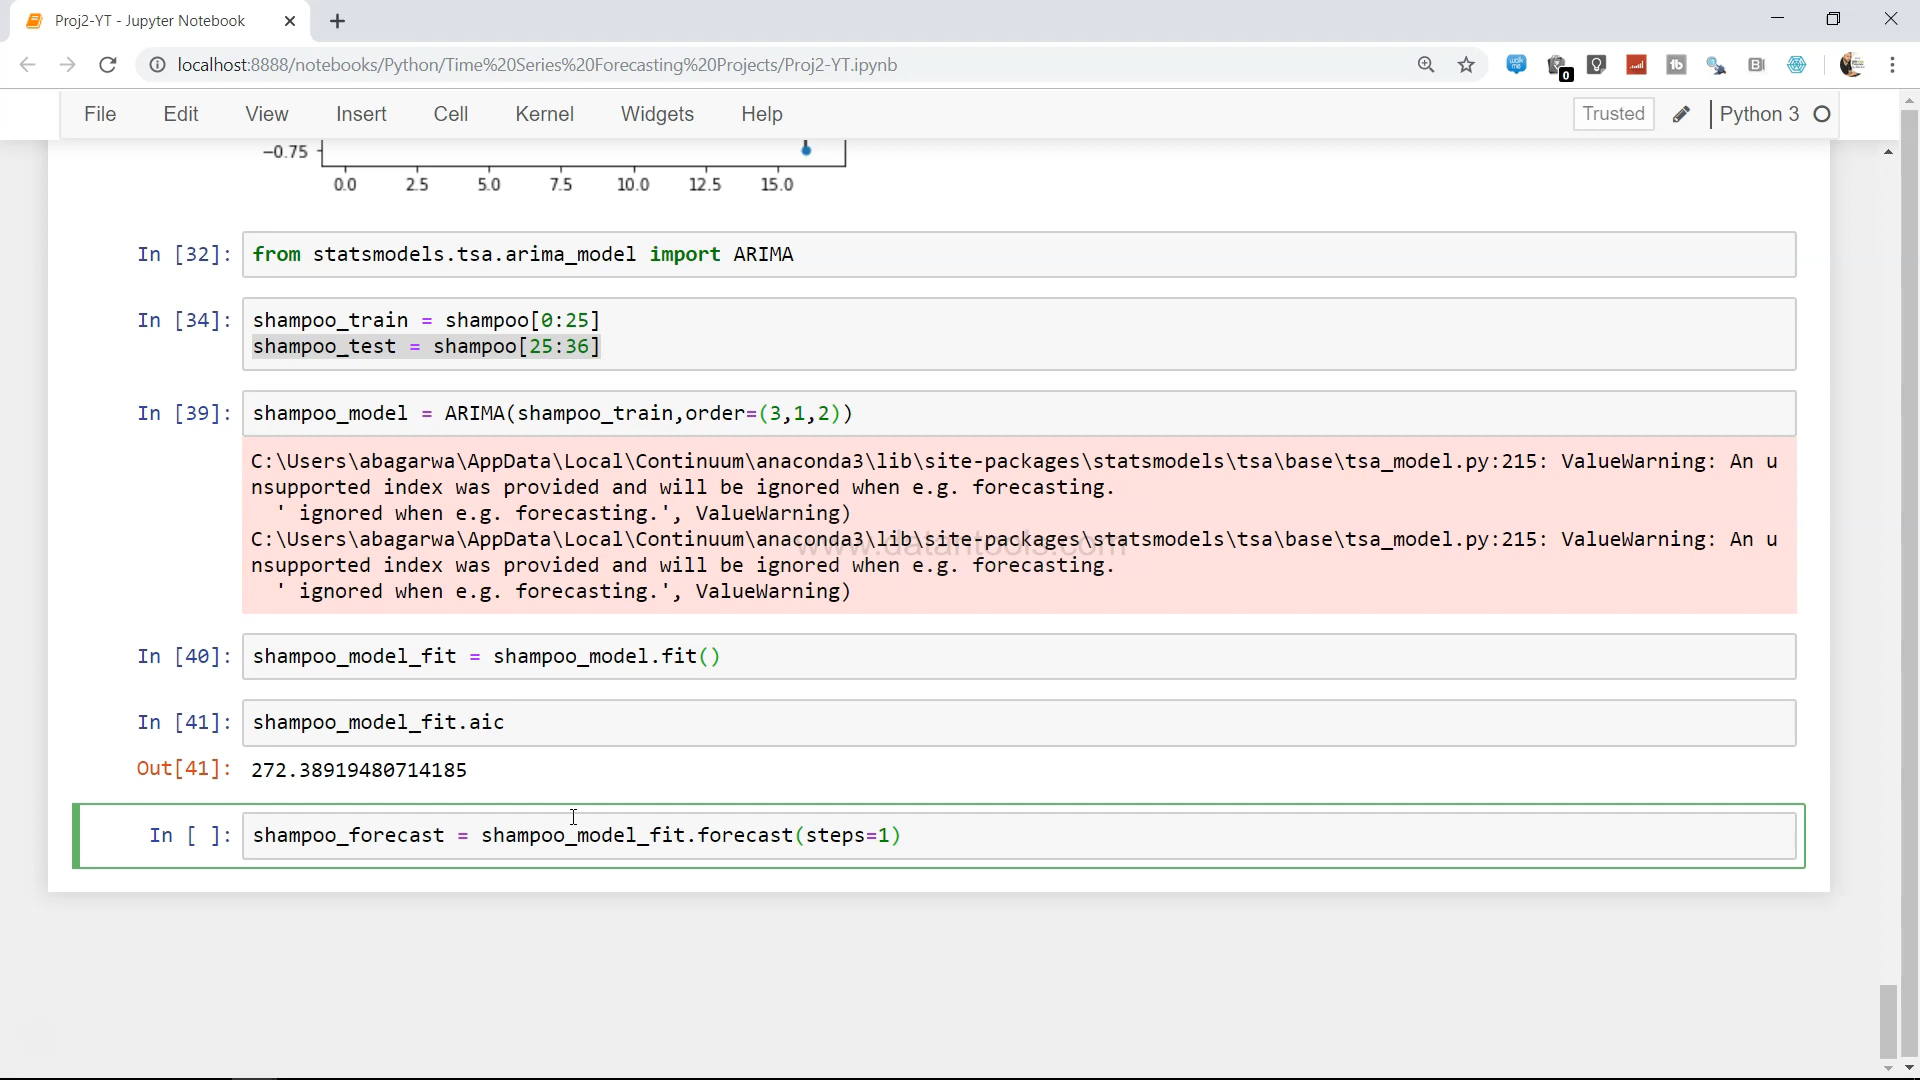 Proj2-YT - Jupyter Notebook
localhost:8888/notebooks/Python/Time%20Series%20Forecasting%20Projects/Proj2-YT.ipynb
0
File Edit View Insert Cell Kernel Widgets Help Trusted Python 3
−0.75
0.0 2.5 5.0 7.5 10.0 12.5 15.0
In [32]: from statsmodels.tsa.arima_model import ARIMA
In [34]: shampoo_train = shampoo[0:25]
shampoo_test = shampoo[25:36]
In [39]: shampoo_model = ARIMA(shampoo_train,order=(3,1,2))
C:\Users\abagarwa\AppData\Local\Continuum\anaconda3\lib\site-packages\statsmodels\tsa\base\tsa_model.py:215: ValueWarning: An u
nsupported index was provided and will be ignored when e.g. forecasting.
' ignored when e.g. forecasting.', ValueWarning)
C:\Users\abagarwa\AppData\Local\Continuum\anaconda3\lib\site-packages\statsmodels\tsa\base\tsa_model.py:215: ValueWarning: An u
www.datantools.com
nsupported index was provided and will be ignored when e.g. forecasting.
' ignored when e.g. forecasting.', ValueWarning)
In [40]: shampoo_model_fit = shampoo_model.fit()
In [41]: shampoo_model_fit.aic
Out[41]: 272.38919480714185
In [ ]: shampoo_forecast = shampoo_model_fit.forecast(steps=1)